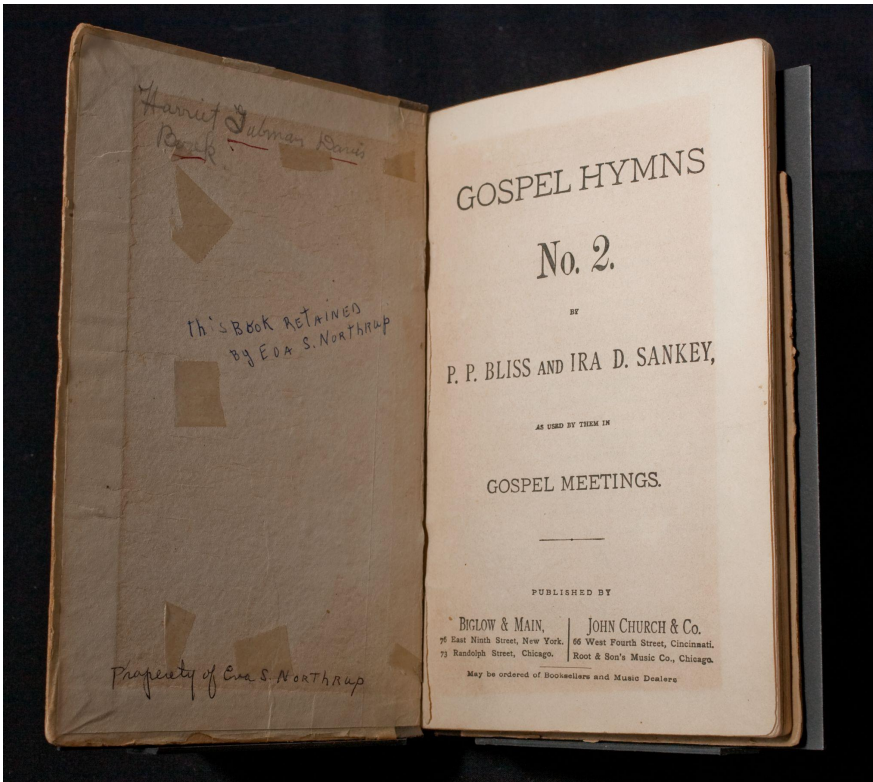 Harriet Tubman Davis
Book
This Book RETAINED
By EVA S. NORTHRUP
Property of Eva S. NORTHRUP
GOSPEL HYMNS
No. 2.
BY
P. P. BLISS AND IRA D. SANKEY,
AS USED BY THEM IN
GOSPEL MEETINGS.
PUBLISHED BY
BIGLOW & MAIN,
76 East Ninth Street, New York.
73 Randolph Street, Chicago.
JOHN CHURCH & CO.
66 West Fourth Street, Cincinnati.
Root & Son's Music Co., Chicago.
May be ordered of Booksellers and Music Dealers